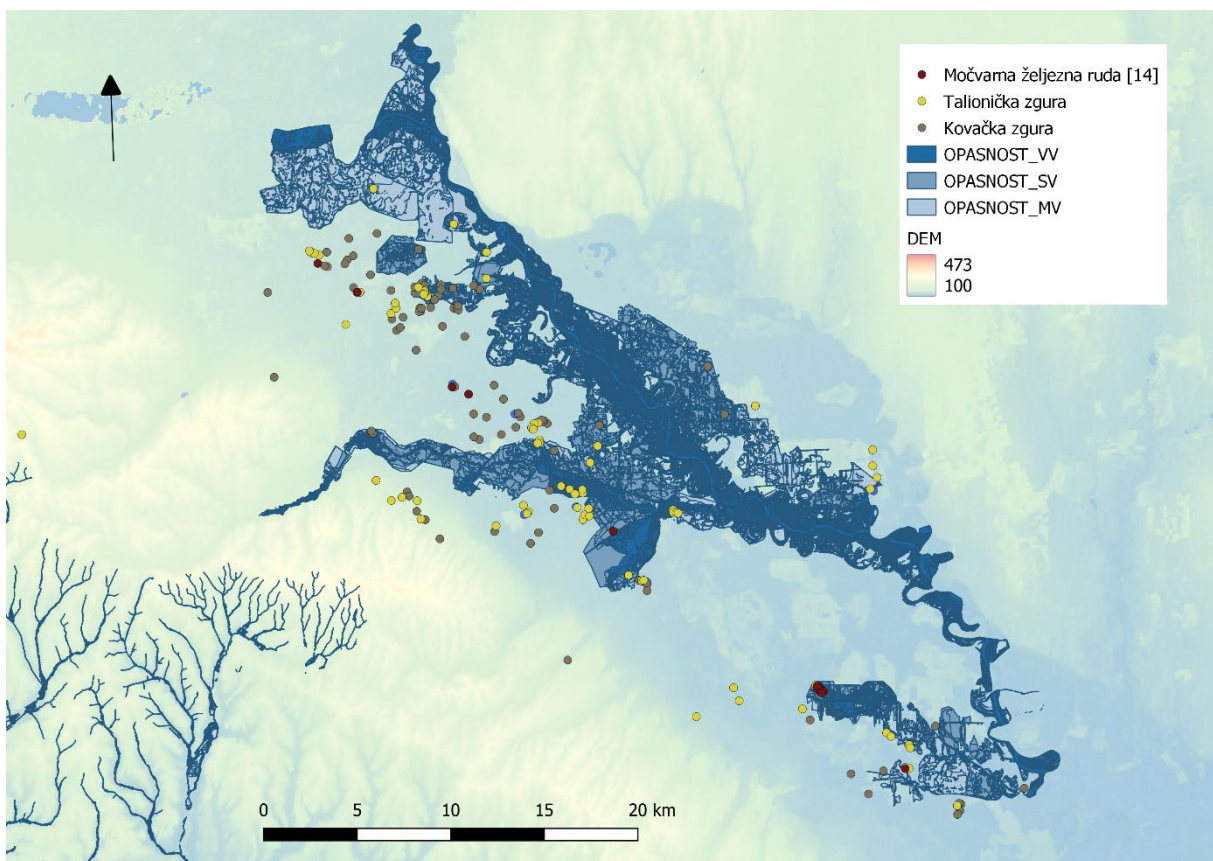 Močvarna željezna ruda [14]
Talionička zgura
Kovačka zgura
OPASNOST_VV
OPASNOST_SV
OPASNOST_MV
DEM
473
100
0 5 10 15 20 km